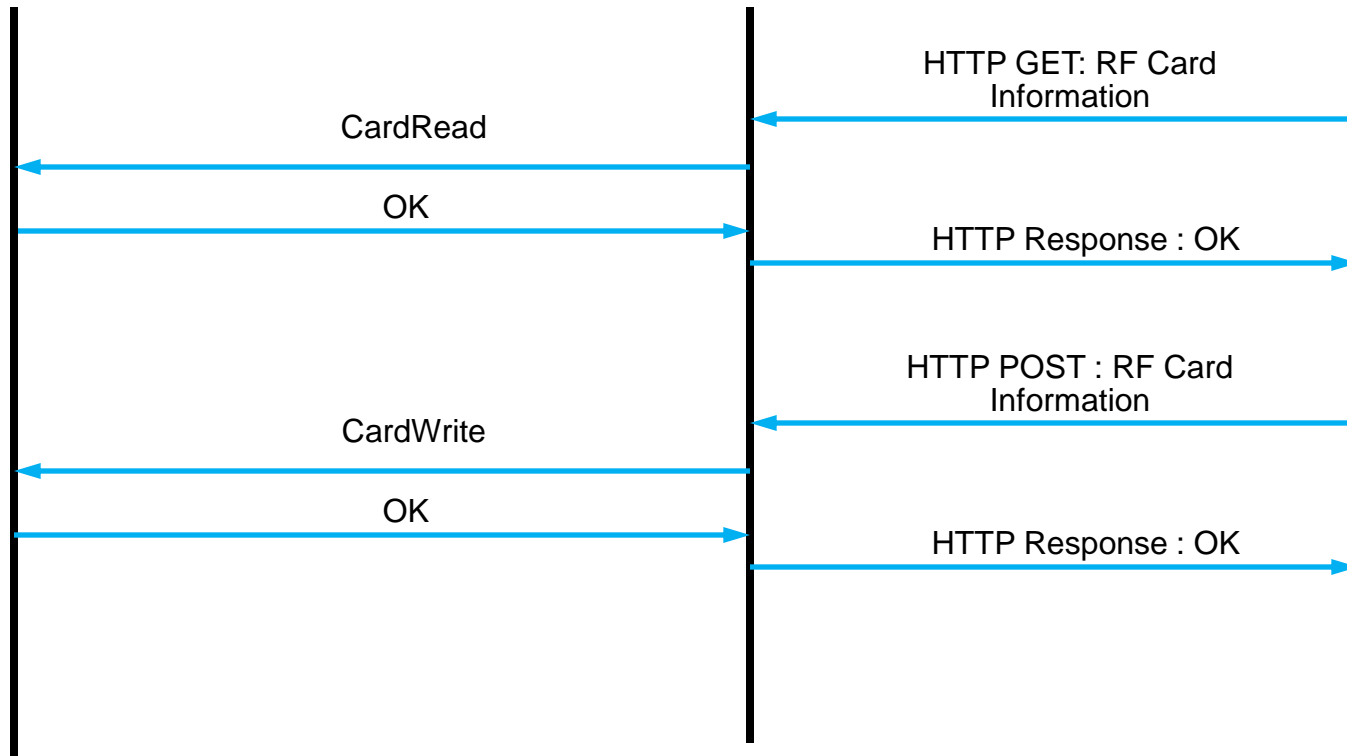 HTTP GET: RF Card
Information
CardRead
OK
HTTP Response : OK
HTTP POST : RF Card
Information
CardWrite
OK
HTTP Response : OK